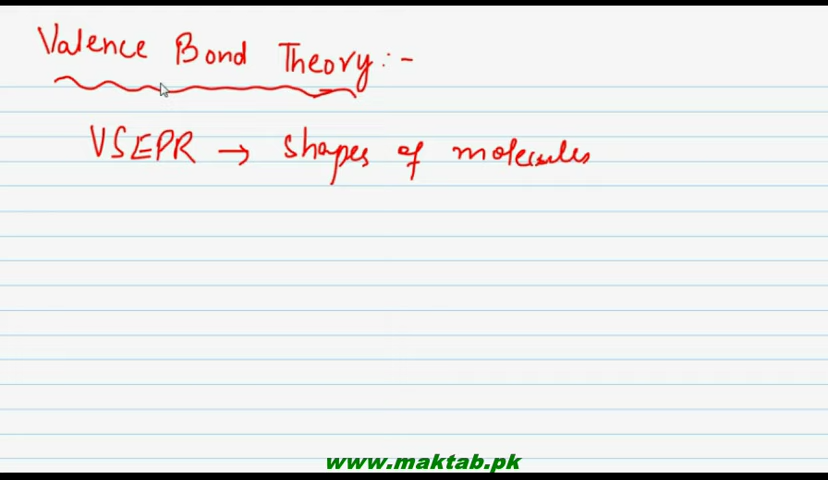 Valence Bond Theory:-
VSEPR → shapes of molecules
www.maktab.pk